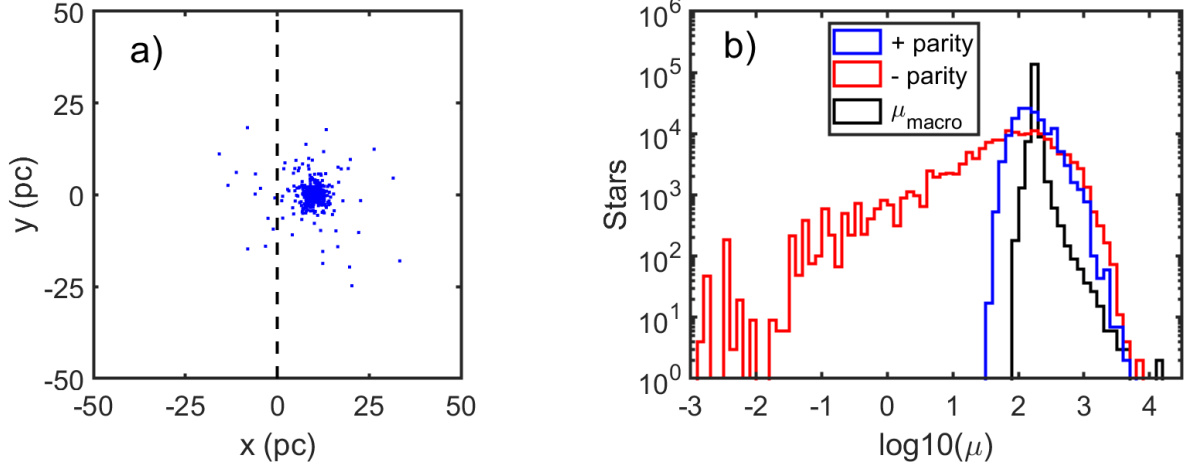 a)
50
25
0
-25
-50
-50 -25 0 25 50
x (pc)
y (pc)
b)
+ parity
- parity
μmacro
10^6
10^5
10^4
10^3
10^2
10^1
10^0
-3 -2 -1 0 1 2 3 4
log10(μ)
Stars